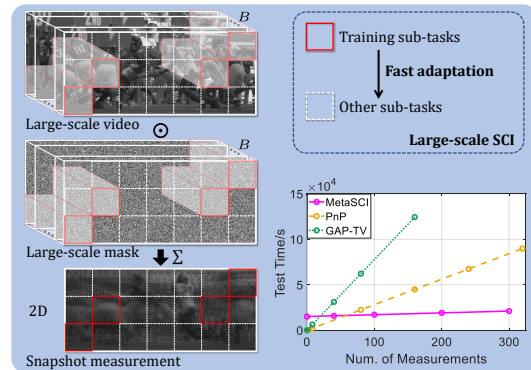 B
Large-scale video
⊙
B
Large-scale mask
Σ
2D
Snapshot measurement
Training sub-tasks
Fast adaptation
Other sub-tasks
Large-scale SCI
×10⁴
15
10
5
0
Test Time/s
MetaSCI
PnP
GAP-TV
0 100 200 300
Num. of Measurements